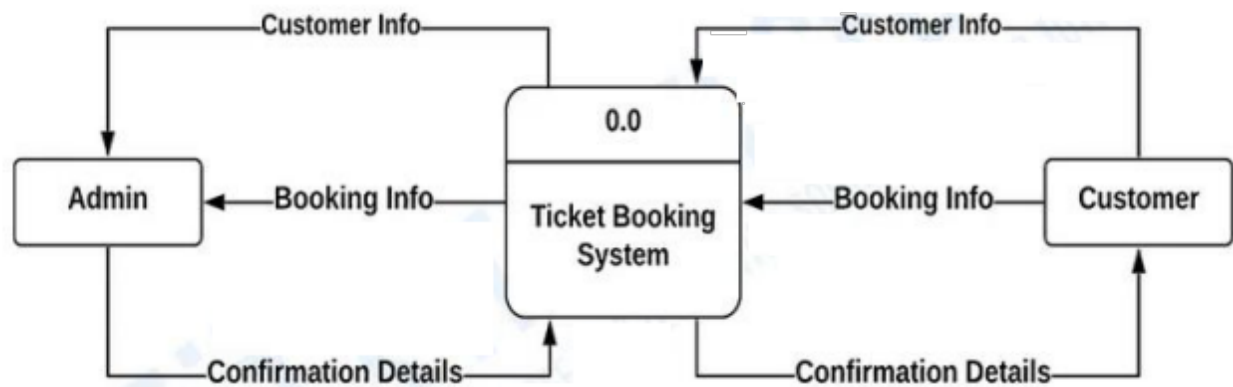 Customer Info
Customer Info
0.0
Admin
Booking Info
Ticket Booking
System
Booking Info
Customer
Confirmation Details
Confirmation Details